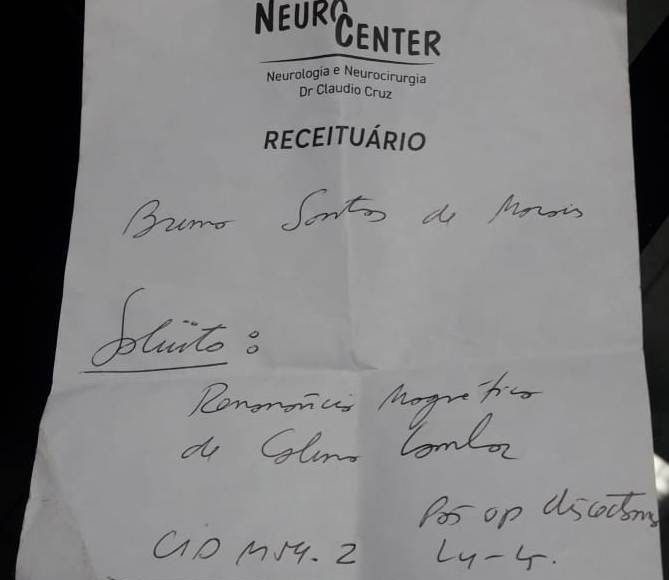 NEURO
CENTER
Neurologia e Neurocirurgia
Dr Claudio Cruz
RECEITUÁRIO
Bruno Santos de Morais
Solicito:
Ressonância Magnética
de Coluna Lombar
Pós op discectomia
CID M54.2 L4-L5.